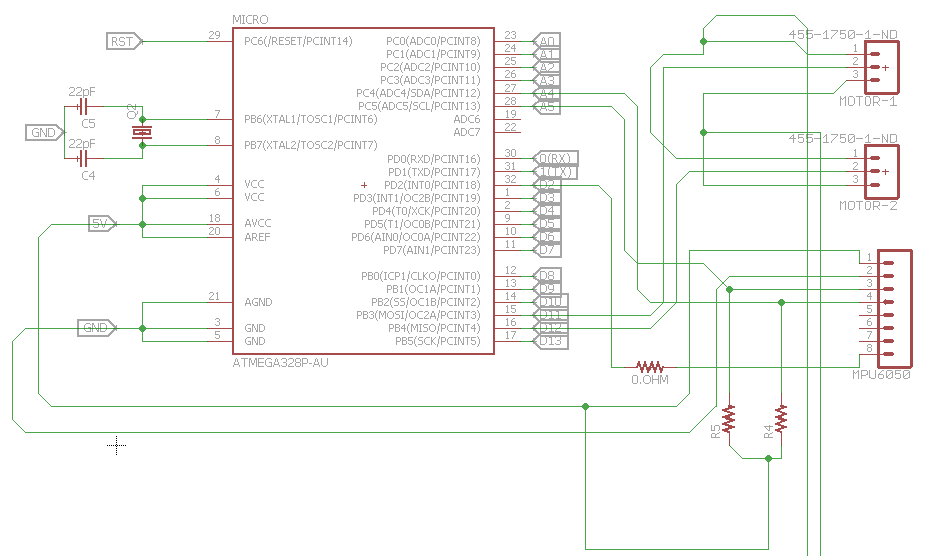 MICRO
RST
29
PC6(/RESET/PCINT14)
22pF
C5
Q2
GND
22pF
C4
7
PB6(XTAL1/TOSC1/PCINT6)
8
PB7(XTAL2/TOSC2/PCINT7)
4
VCC
6
VCC
5V
18
AVCC
20
AREF
21
AGND
GND
3
GND
5
GND
ATMEGA328P-AU
PC0(ADC0/PCINT8) 23 A0
PC1(ADC1/PCINT9) 24 A1
PC2(ADC2/PCINT10) 25 A2
PC3(ADC3/PCINT11) 26 A3
PC4(ADC4/SDA/PCINT12) 27 A4
PC5(ADC5/SCL/PCINT13) 28 A5
ADC6 19
ADC7 22
PD0(RXD/PCINT16) 30 0(RX)
PD1(TXD/PCINT17) 31 1(TX)
PD2(INT0/PCINT18) 32 D2
PD3(INT1/OC2B/PCINT19) 1 D3
PD4(T0/XCK/PCINT20) 2 D4
PD5(T1/OC0B/PCINT21) 9 D5
PD6(AIN0/OC0A/PCINT22) 10 D6
PD7(AIN1/PCINT23) 11 D7
PB0(ICP1/CLKO/PCINT0) 12 D8
PB1(OC1A/PCINT1) 13 D9
PB2(SS/OC1B/PCINT2) 14 D10
PB3(MOSI/OC2A/PCINT3) 15 D11
PB4(MISO/PCINT4) 16 D12
PB5(SCK/PCINT5) 17 D13
455-1750-1-ND
1
2
3
MOTOR-1
455-1750-1-ND
1
2
3
MOTOR-2
1
2
3
4
5
6
7
8
MPU6050
0.OHM
R5
R4